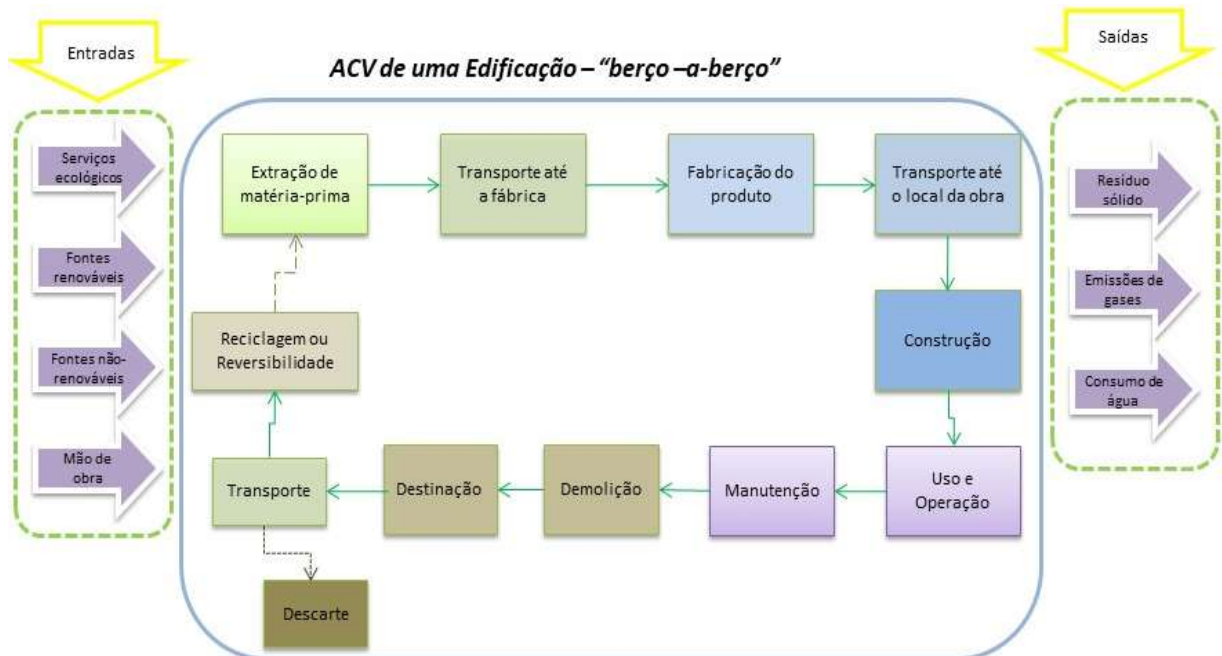 Entradas
Saídas
ACV de uma Edificação – “berço –a-berço”
Serviços
ecológicos
Fontes
renováveis
Fontes não-
renováveis
Mão de
obra
Extração de
matéria-prima
Transporte até
a fábrica
Fabricação do
produto
Transporte até
o local da obra
Construção
Uso e
Operação
Manutenção
Demolição
Destinação
Transporte
Reciclagem ou
Reversibilidade
Descarte
Resíduo
sólido
Emissões de
gases
Consumo de
água